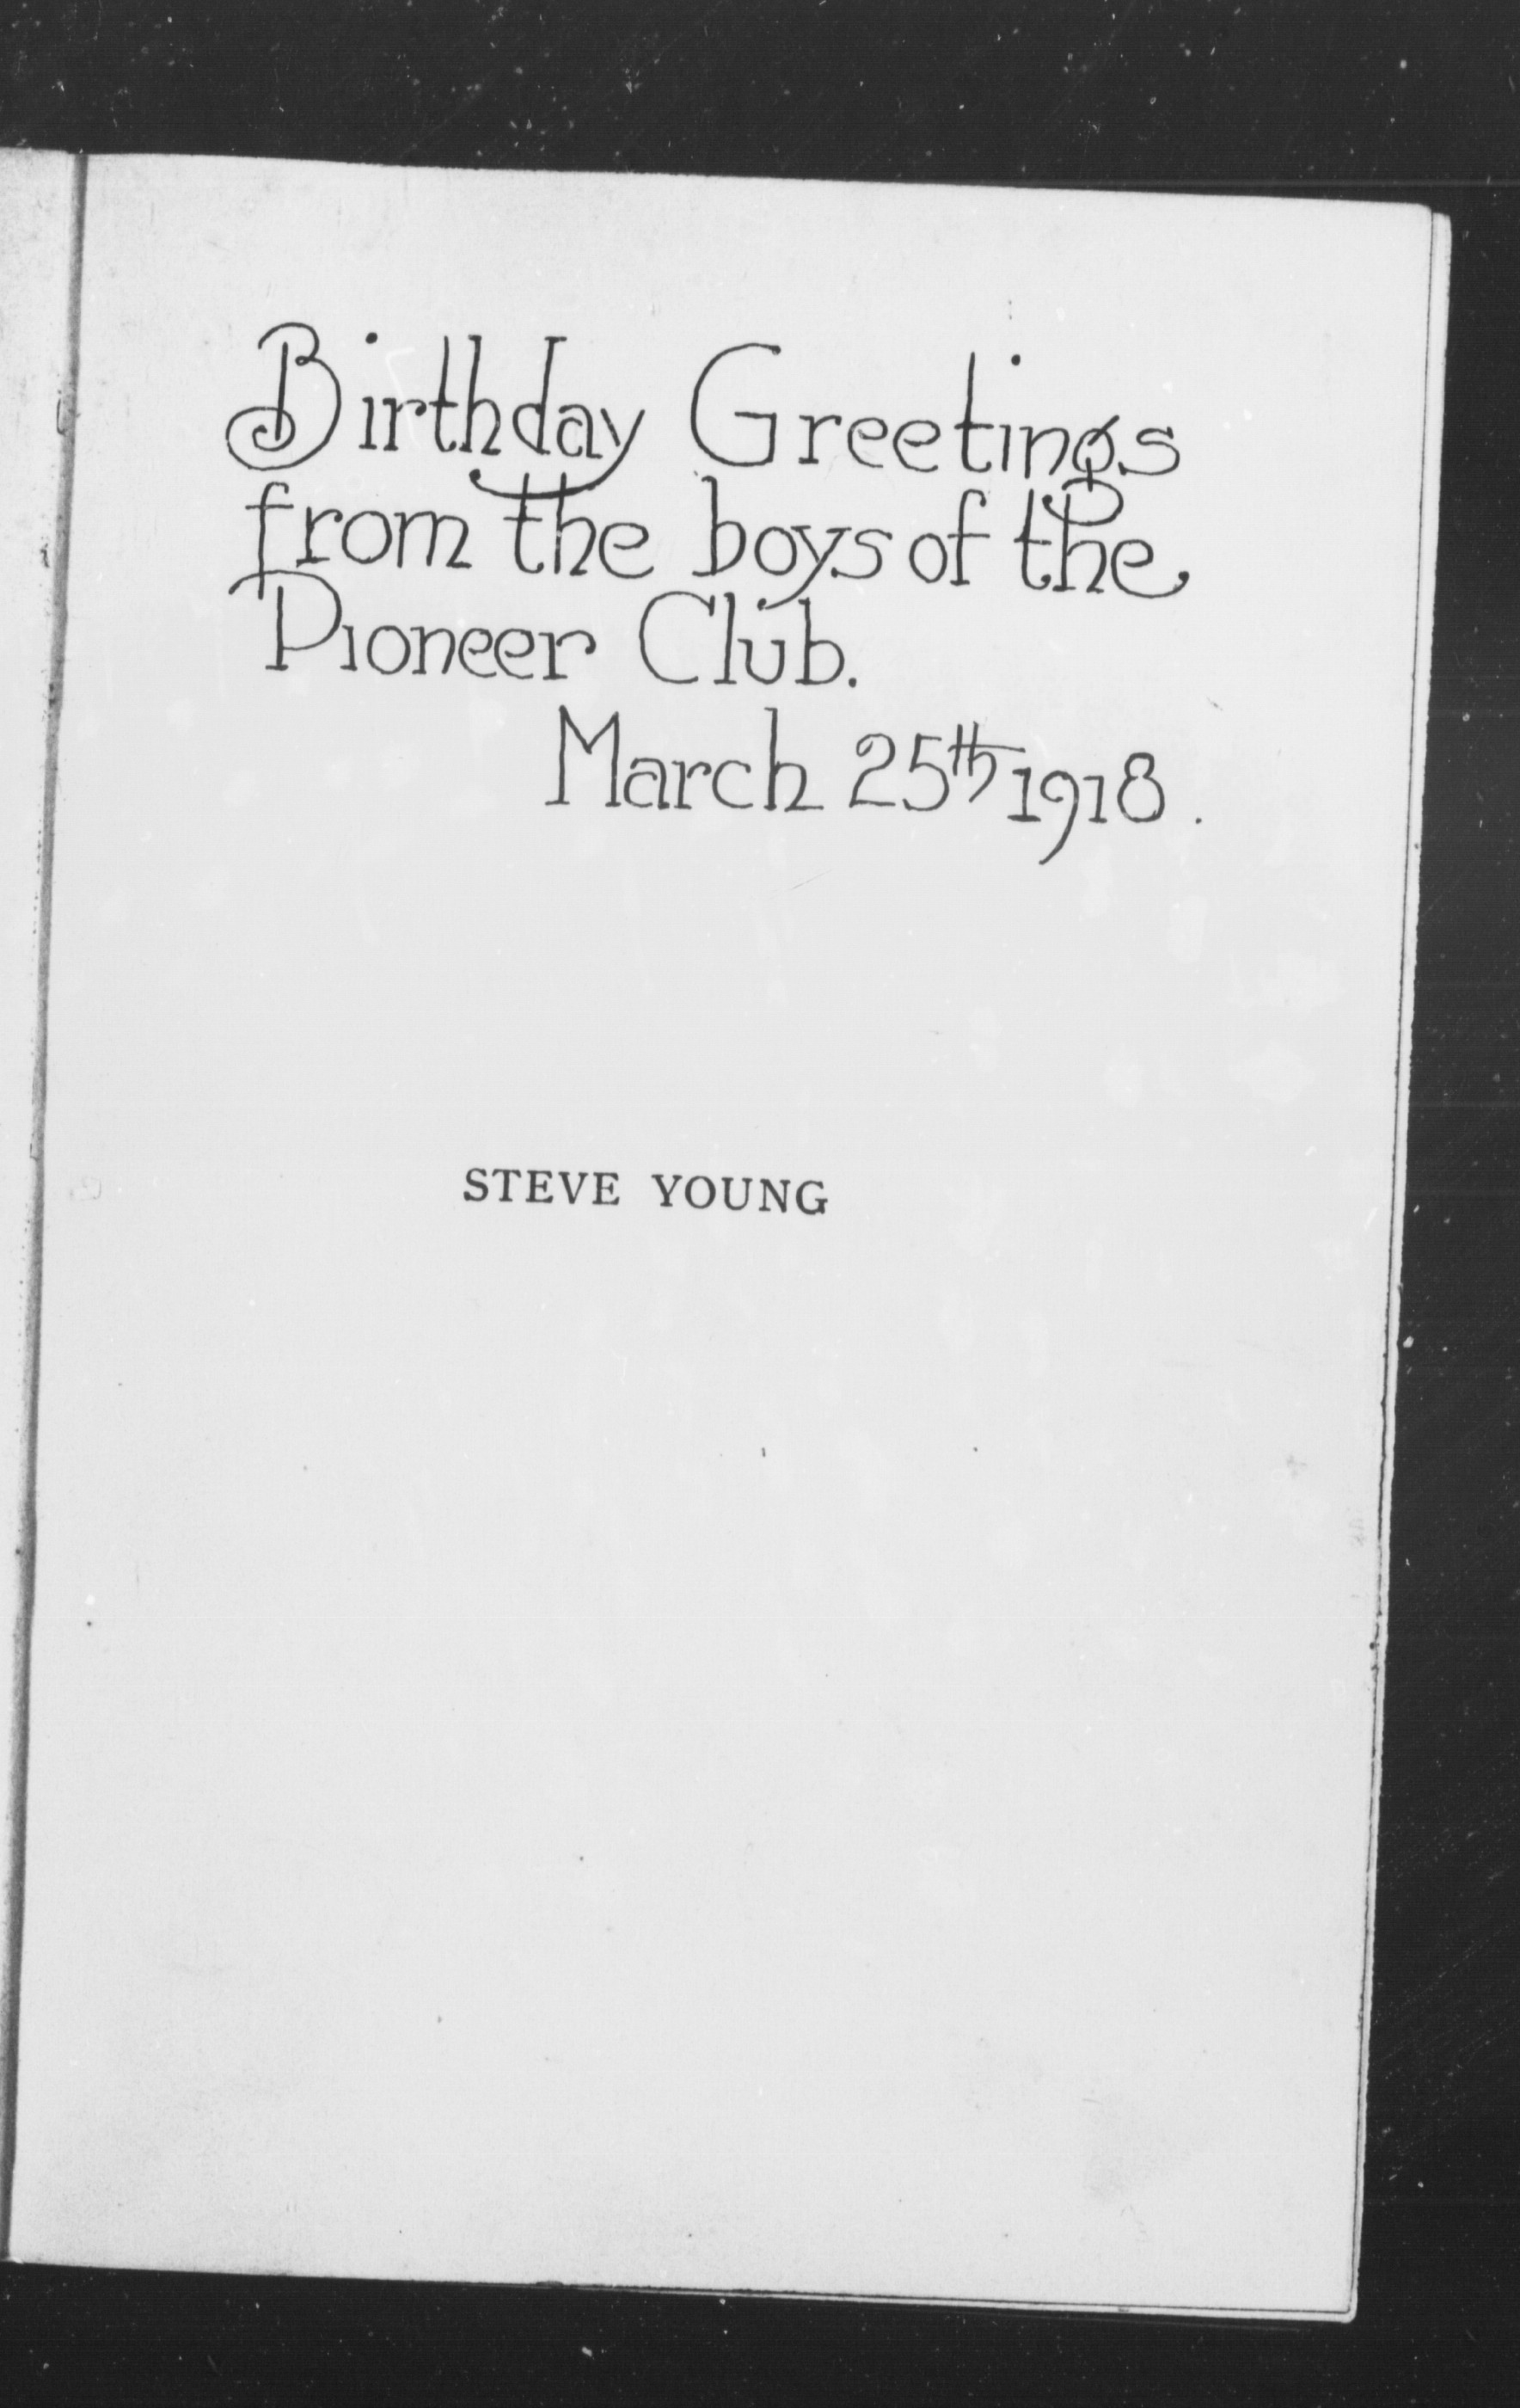 Birthday Greetings
from the boys of the
Pioneer Club.
March 25th 1918.
STEVE YOUNG